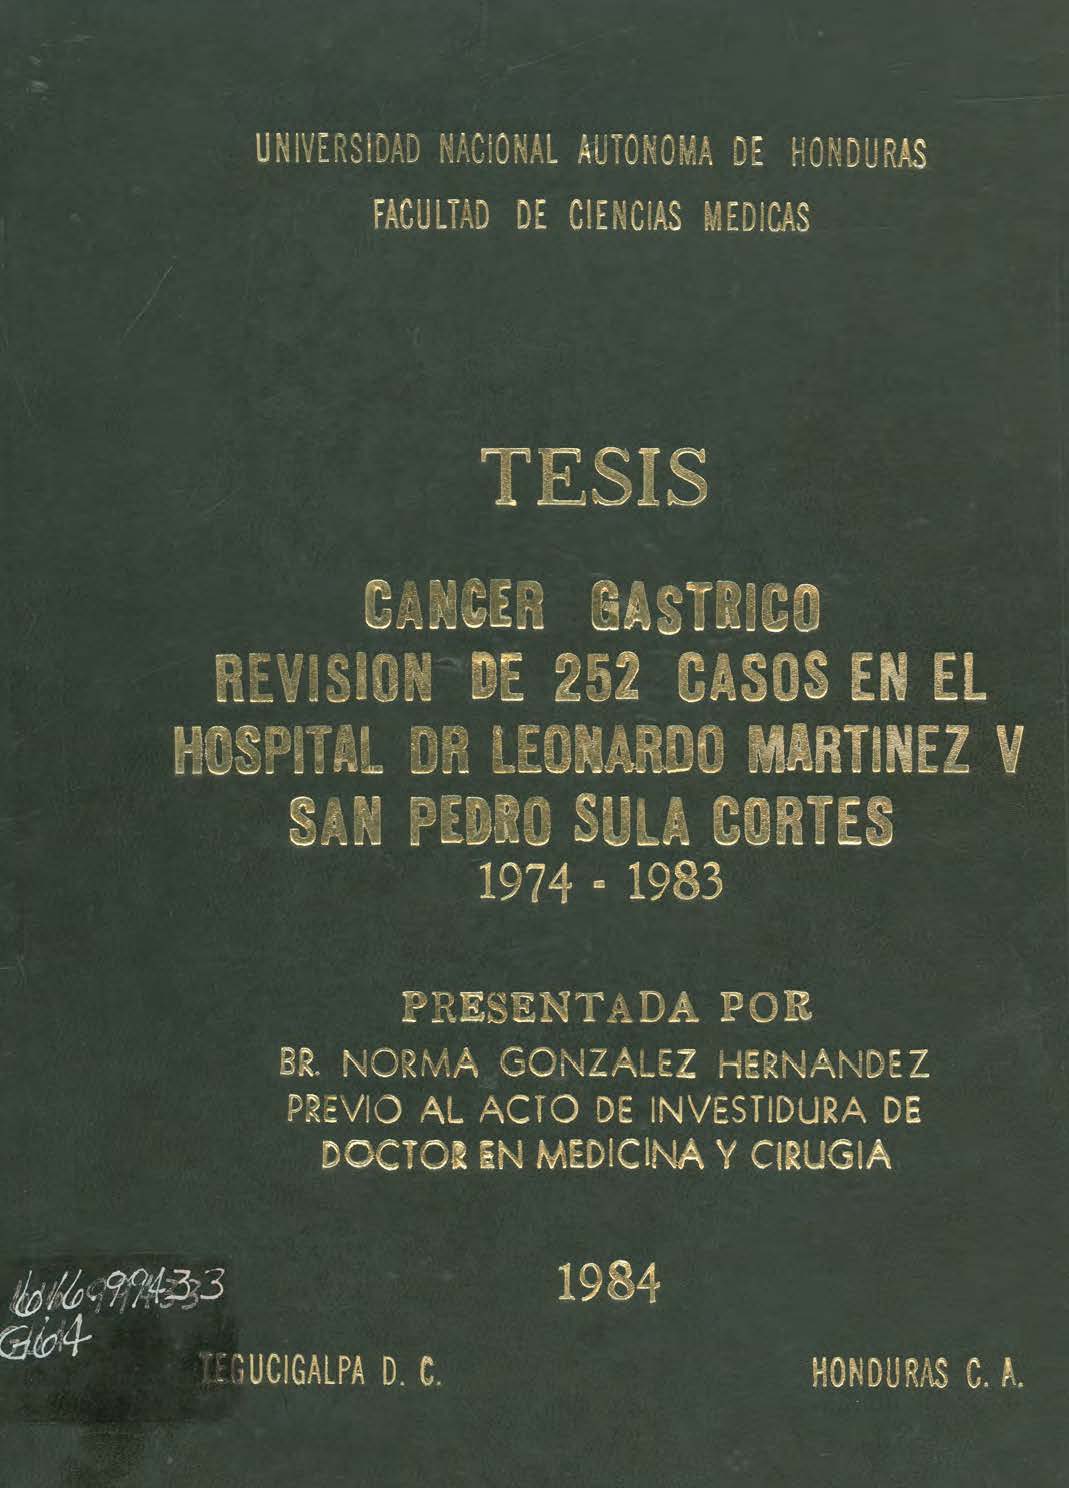 UNIVERSIDAD NACIONAL AUTONOMA DE HONDURAS
FACULTAD DE CIENCIAS MEDICAS
TESIS
CANCER GASTRICO
REVISION DE 252 CASOS EN EL
HOSPITAL DR LEONARDO MARTINEZ V
SAN PEDRO SULA CORTES
1974 - 1983
PRESENTADA POR
BR. NORMA GONZALEZ HERNANDEZ
PREVIO AL ACTO DE INVESTIDURA DE
DOCTOR EN MEDICINA Y CIRUGIA
1984
TEGUCIGALPA D. C. HONDURAS C. A.